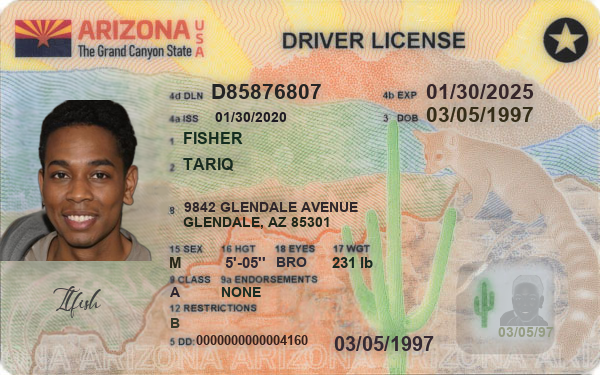 ARIZONA USA
The Grand Canyon State
DRIVER LICENSE
4d DLN D85876807
4b EXP 01/30/2025
4a ISS 01/30/2020
3 DOB 03/05/1997
1 FISHER
2 TARIQ
8 9842 GLENDALE AVENUE
GLENDALE, AZ 85301
15 SEX 16 HGT 18 EYES 17 WGT
M 5'-05" BRO 231 lb
9 CLASS 9a ENDORSEMENTS
A NONE
12 RESTRICTIONS
B
03/05/97
5 DD: 0000000000004160
03/05/1997
ARIZONA ARIZONA ARIZONA ARIZONA